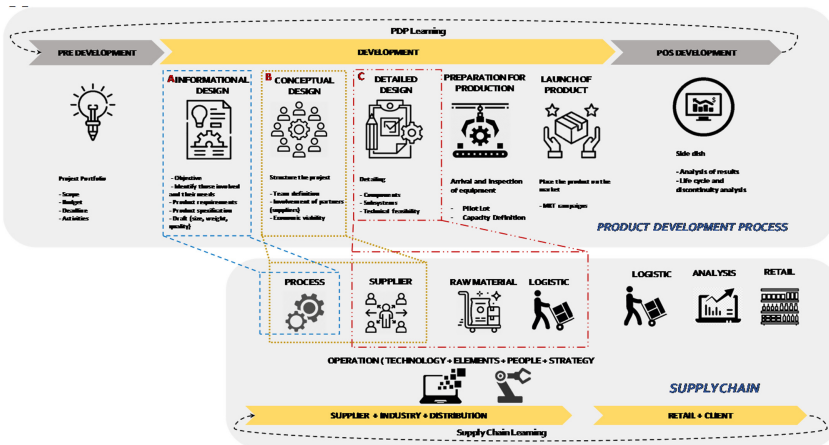 PDP Learning
PRE DEVELOPMENT
DEVELOPMENT
POS DEVELOPMENT
A INFORMATIONAL
DESIGN
B CONCEPTUAL
DESIGN
C DETAILED
DESIGN
PREPARATION FOR
PRODUCTION
LAUNCH OF
PRODUCT
Project Portfolio
- Scope
- Budget
- Deadline
- Activities
- Objective
- Identify those involved
and their needs
- Product requirements
- Product specification
- Draft (size, weight,
quality)
Structure the project
- Team definition
- Involvement of partners
(suppliers)
- Economic viability
Detailing
- Components
- Subsystems
- Technical feasibility
Arrival and Inspection
of equipment
- Pilot Lot
- Capacity Definition
Place the product on the
market
- MKT campaigns
Side dish
- Analysis of results
- Life cycle and
discontinuity analysis
PRODUCT DEVELOPMENT PROCESS
PROCESS
SUPPLIER
RAW MATERIAL
LOGISTIC
LOGISTIC
ANALYSIS
RETAIL
OPERATION ( TECHNOLOGY + ELEMENTS + PEOPLE + STRATEGY
SUPPLYCHAIN
SUPPLIER + INDUSTRY + DISTRIBUTION
RETAIL + CLIENT
Supply Chain Learning